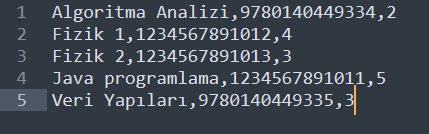 1 Algoritma Analizi,9780140449334,2
2 Fizik 1,1234567891012,4
3 Fizik 2,1234567891013,3
4 Java programlama,1234567891011,5
5 Veri Yapıları,9780140449335,3